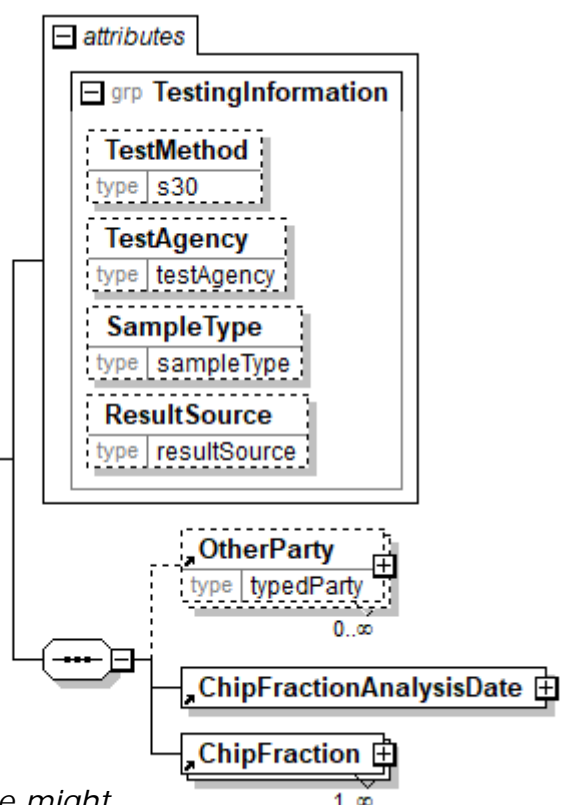 attributes
grp TestingInformation
TestMethod
type s30
TestAgency
type testAgency
SampleType
type sampleType
ResultSource
type resultSource
OtherParty
type typedParty
0..∞
ChipFractionAnalysisDate
ChipFraction
1..∞
e might